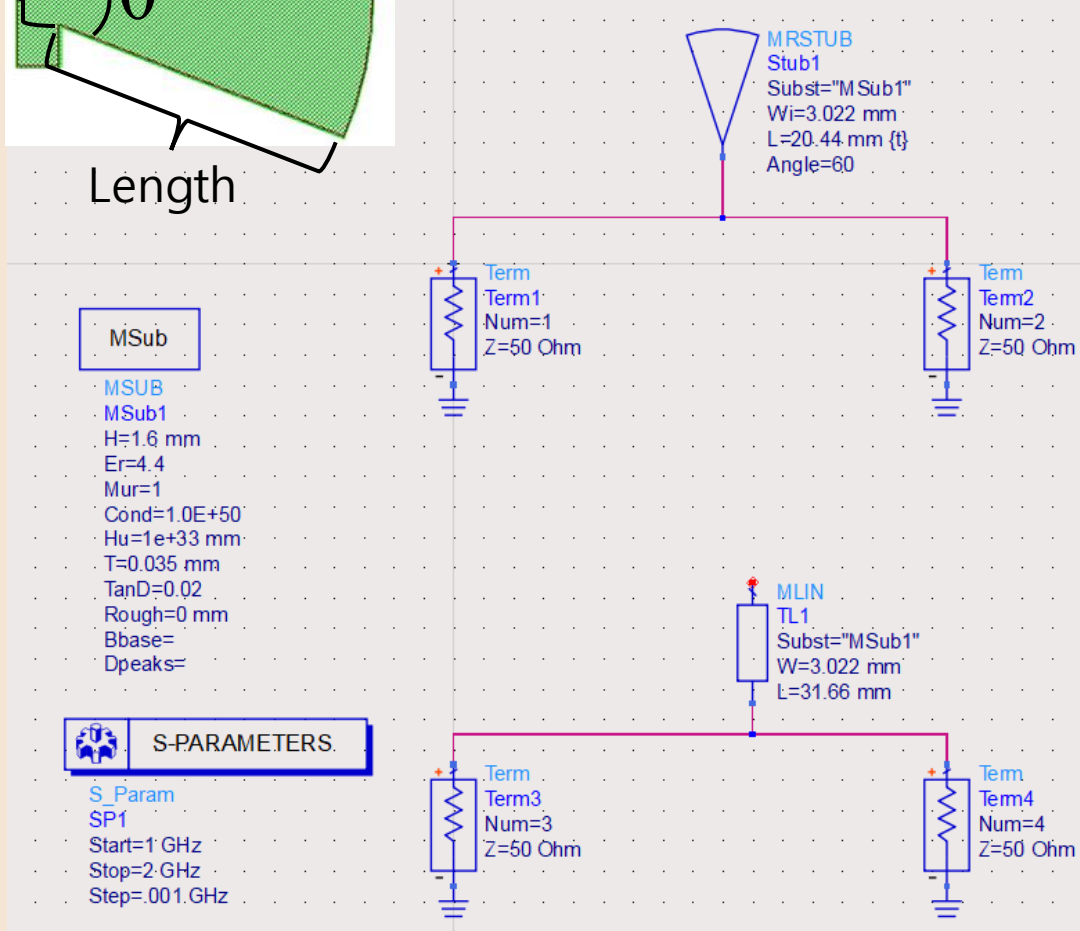 θ
Length
MRSTUB
Stub1
Subst="MSub1"
Wi=3.022 mm
L=20.44 mm {t}
Angle=60
+
Term
Term1
Num=1
Z=50 Ohm
-
+
Term
Term2
Num=2
Z=50 Ohm
-
MSub
MSUB
MSub1
H=1.6 mm
Er=4.4
Mur=1
Cond=1.0E+50
Hu=1e+33 mm
T=0.035 mm
TanD=0.02
Rough=0 mm
Bbase=
Dpeaks=
MLIN
TL1
Subst="MSub1"
W=3.022 mm
L=31.66 mm
S-PARAMETERS
S_Param
SP1
Start=1 GHz
Stop=2 GHz
Step=.001 GHz
+
Term
Term3
Num=3
Z=50 Ohm
-
+
Term
Term4
Num=4
Z=50 Ohm
-